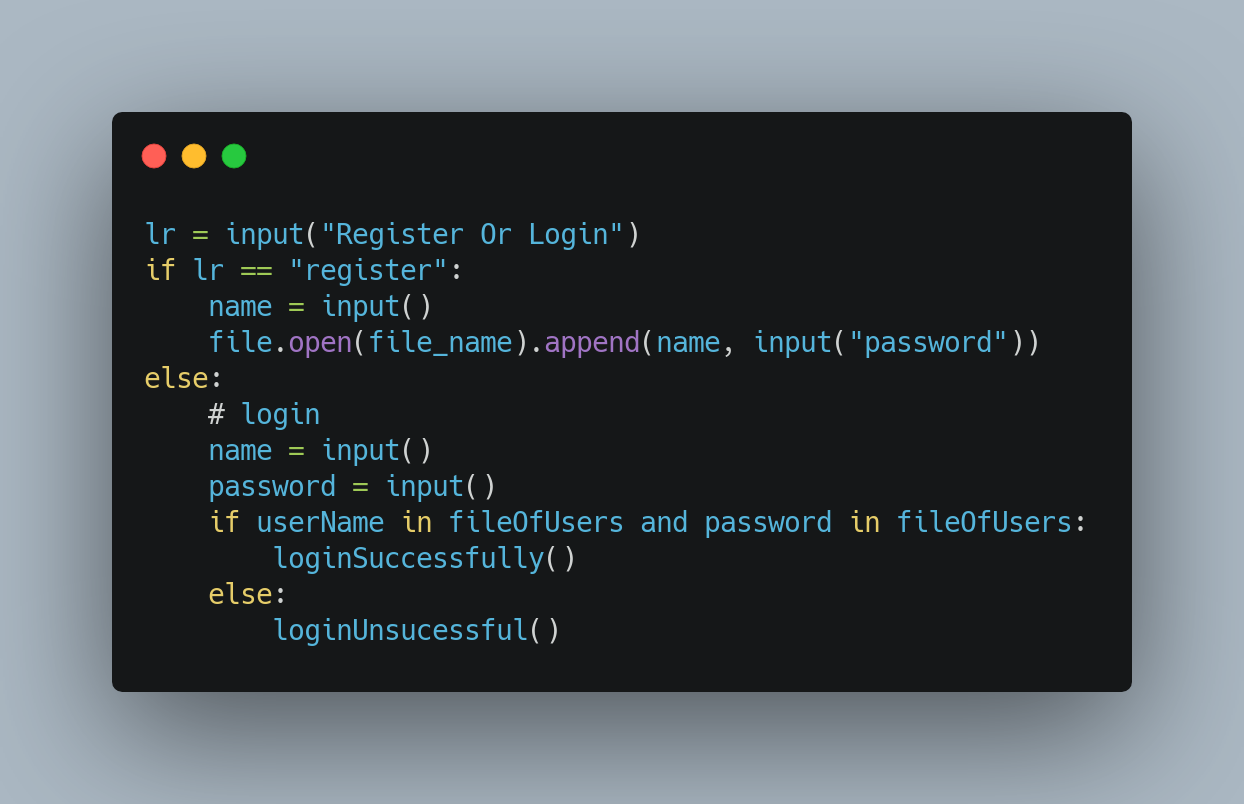 lr = input("Register Or Login")
if lr == "register":
    name = input()
    file.open(file_name).append(name, input("password"))
else:
    # login
    name = input()
    password = input()
    if userName in fileOfUsers and password in fileOfUsers:
        loginSuccessfully()
    else:
        loginUnsucessful()